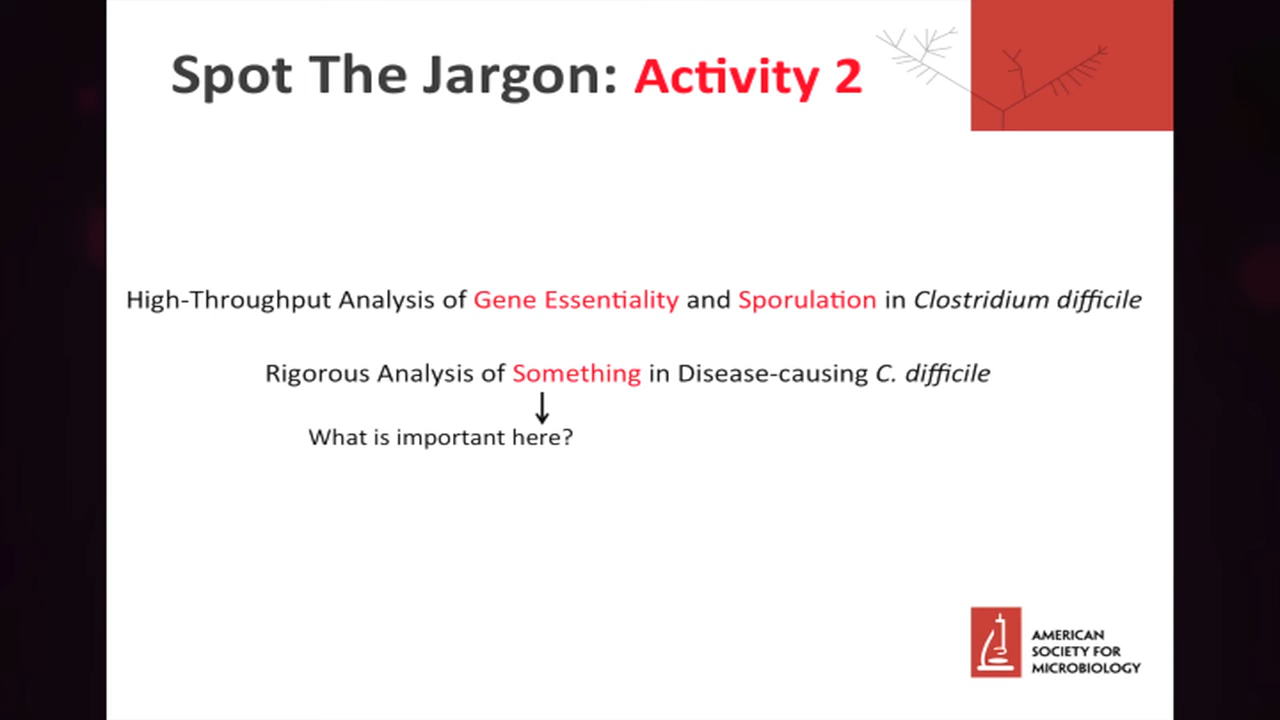 Spot The Jargon: Activity 2
High-Throughput Analysis of Gene Essentiality and Sporulation in Clostridium difficile
Rigorous Analysis of Something in Disease-causing C. difficile
What is important here?
AMERICAN
SOCIETY FOR
MICROBIOLOGY